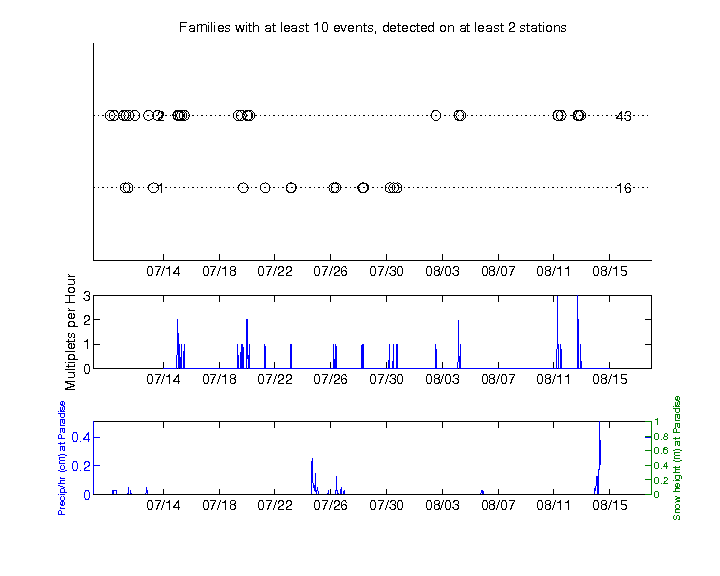 Families with at least 10 events, detected on at least 2 stations
2 43
1 16
07/14 07/18 07/22 07/26 07/30 08/03 08/07 08/11 08/15
Multiplets per Hour
3
2
1
0
07/14 07/18 07/22 07/26 07/30 08/03 08/07 08/11 08/15
Precip/hr (cm) at Paradise
0.4
0.2
0
1
0.8
0.6
0.4
0.2
0
Snow height (m) at Paradise
07/14 07/18 07/22 07/26 07/30 08/03 08/07 08/11 08/15